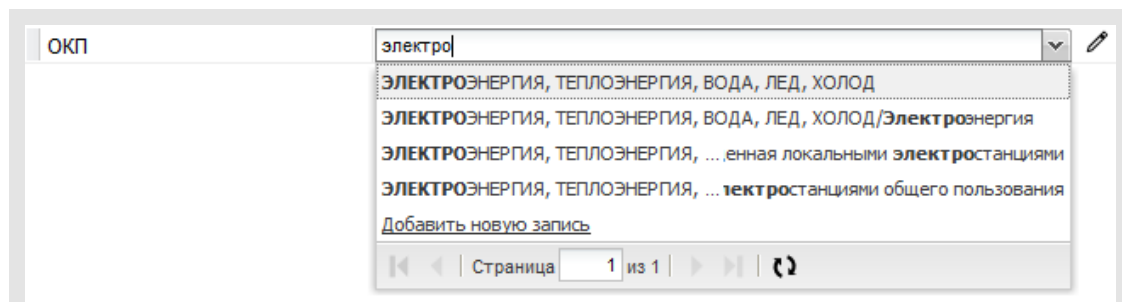 ОКП
электро
ЭЛЕКТРОЭНЕРГИЯ, ТЕПЛОЭНЕРГИЯ, ВОДА, ЛЕД, ХОЛОД
ЭЛЕКТРОЭНЕРГИЯ, ТЕПЛОЭНЕРГИЯ, ВОДА, ЛЕД, ХОЛОД/Электроэнергия
ЭЛЕКТРОЭНЕРГИЯ, ТЕПЛОЭНЕРГИЯ, ...енная локальными электростанциями
ЭЛЕКТРОЭНЕРГИЯ, ТЕПЛОЭНЕРГИЯ, ...лектростанциями общего пользования
Добавить новую запись
Страница 1 из 1